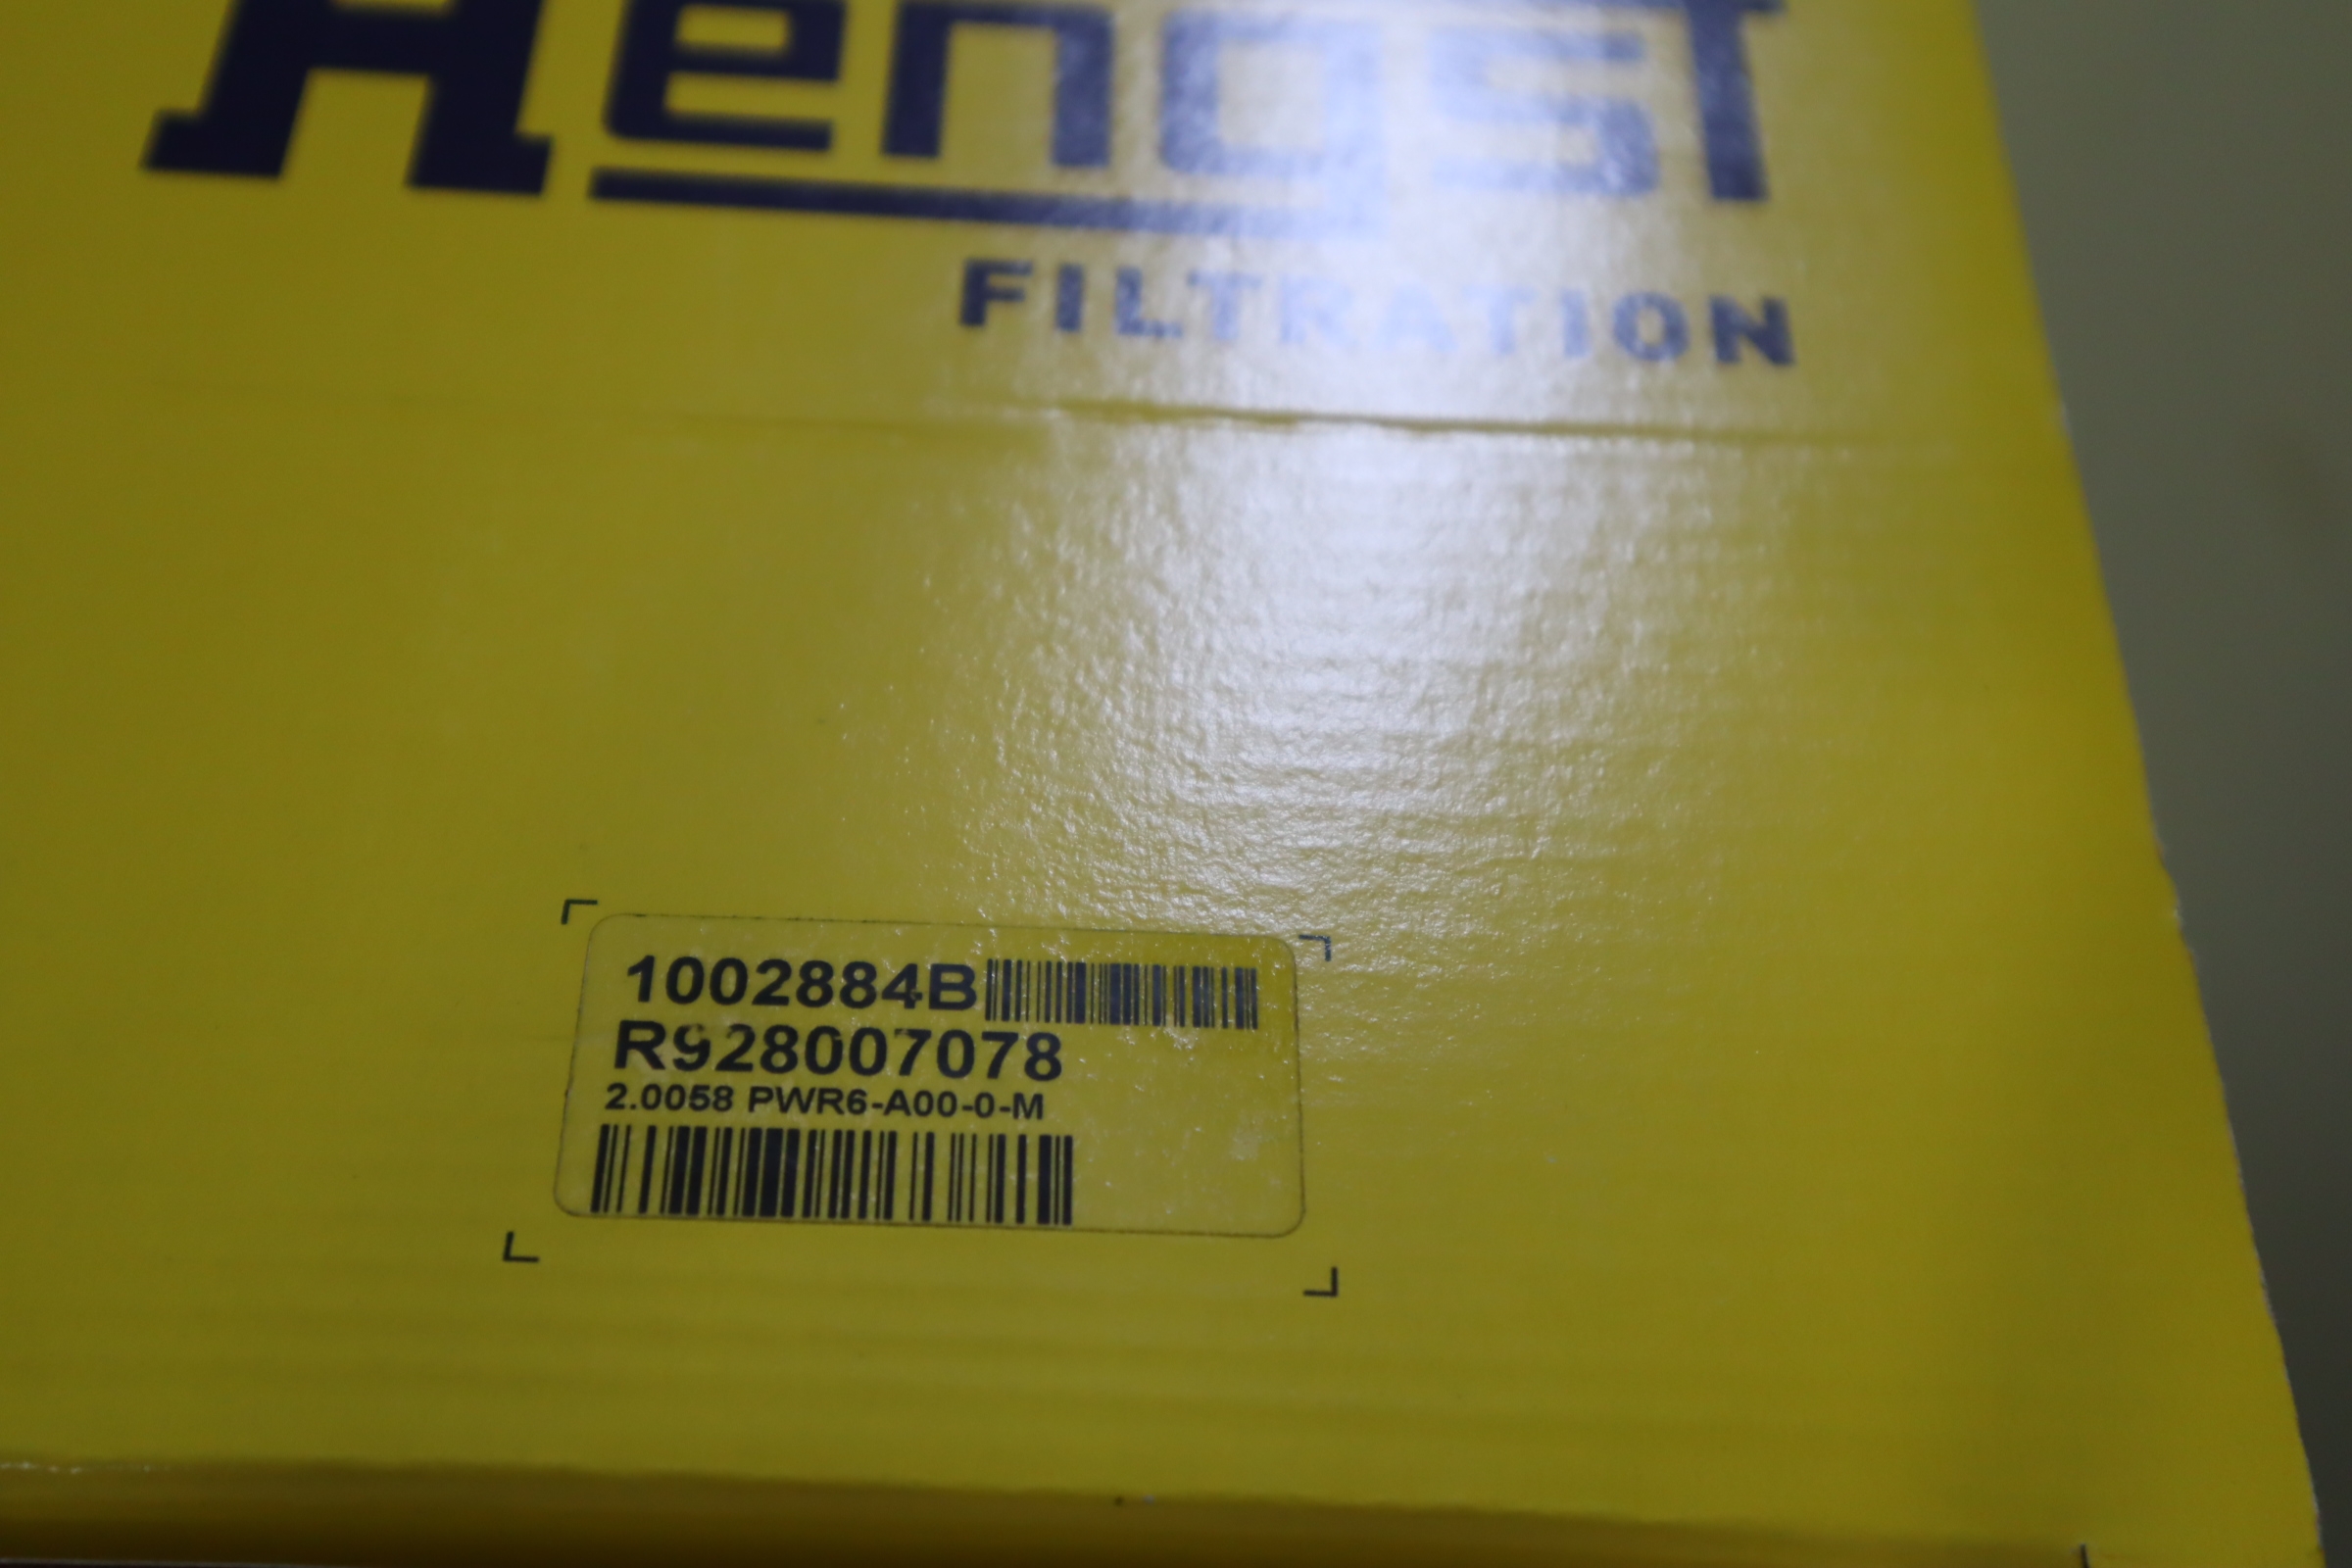 Hengst
FILTRATION
1002884B
R928007078
2.0058 PWR6-A00-0-M